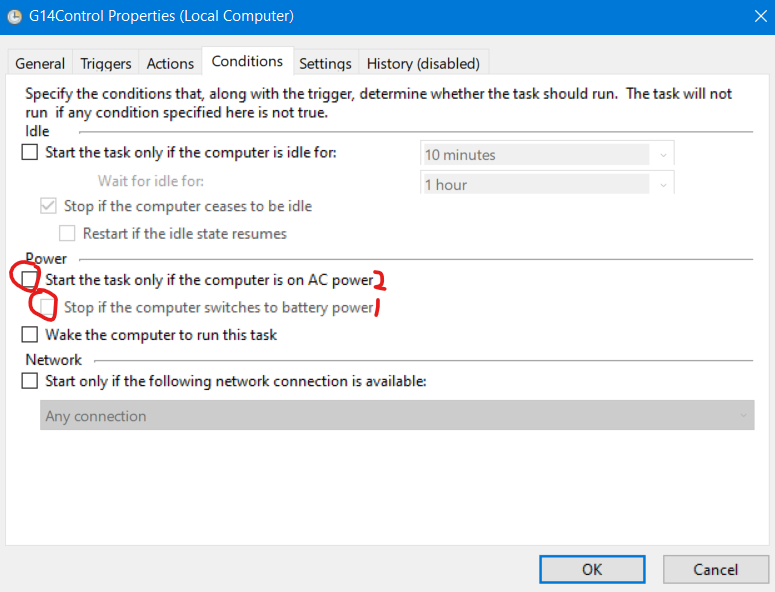 G14Control Properties (Local Computer)
General Triggers Actions Conditions Settings History (disabled)
Specify the conditions that, along with the trigger, determine whether the task should run. The task will not
run if any condition specified here is not true.
Idle
Start the task only if the computer is idle for: 10 minutes
Wait for idle for: 1 hour
Stop if the computer ceases to be idle
Restart if the idle state resumes
Power
Start the task only if the computer is on AC power 2
Stop if the computer switches to battery power 1
Wake the computer to run this task
Network
Start only if the following network connection is available:
Any connection
OK Cancel